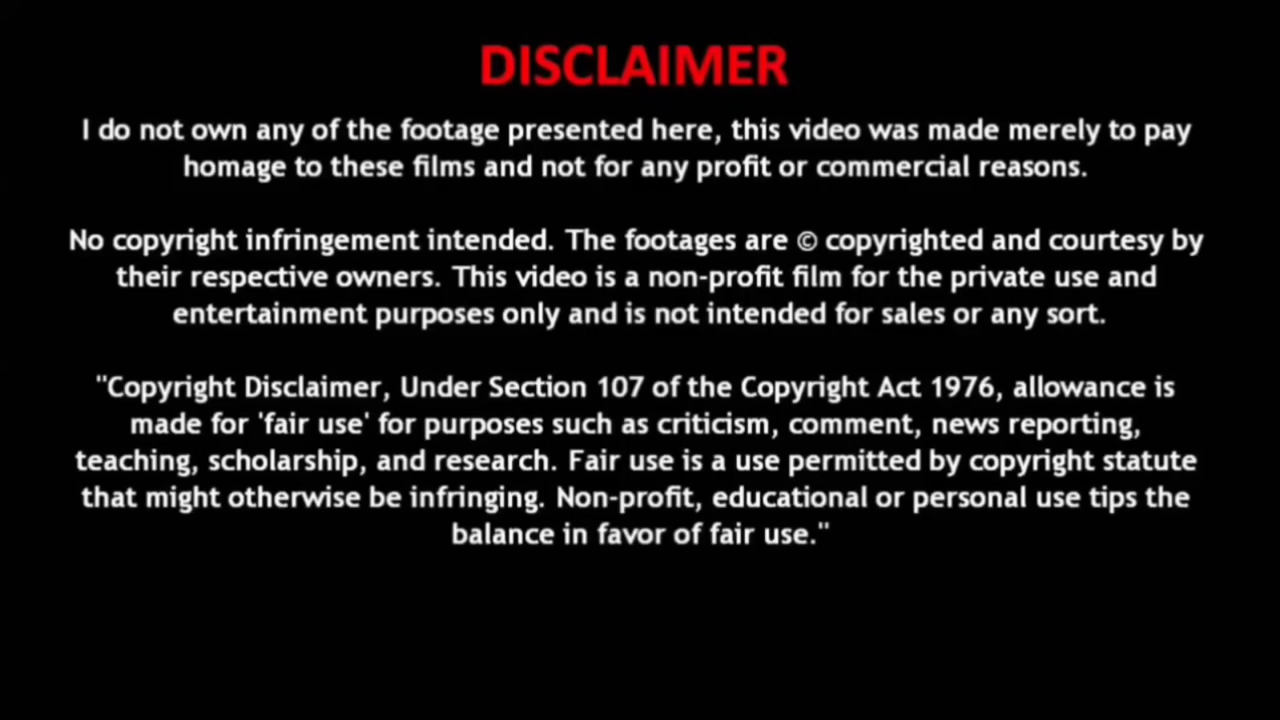 DISCLAIMER
I do not own any of the footage presented here, this video was made merely to pay
homage to these films and not for any profit or commercial reasons.
No copyright infringement intended. The footages are © copyrighted and courtesy by
their respective owners. This video is a non-profit film for the private use and
entertainment purposes only and is not intended for sales or any sort.
"Copyright Disclaimer, Under Section 107 of the Copyright Act 1976, allowance is
made for 'fair use' for purposes such as criticism, comment, news reporting,
teaching, scholarship, and research. Fair use is a use permitted by copyright statute
that might otherwise be infringing. Non-profit, educational or personal use tips the
balance in favor of fair use."